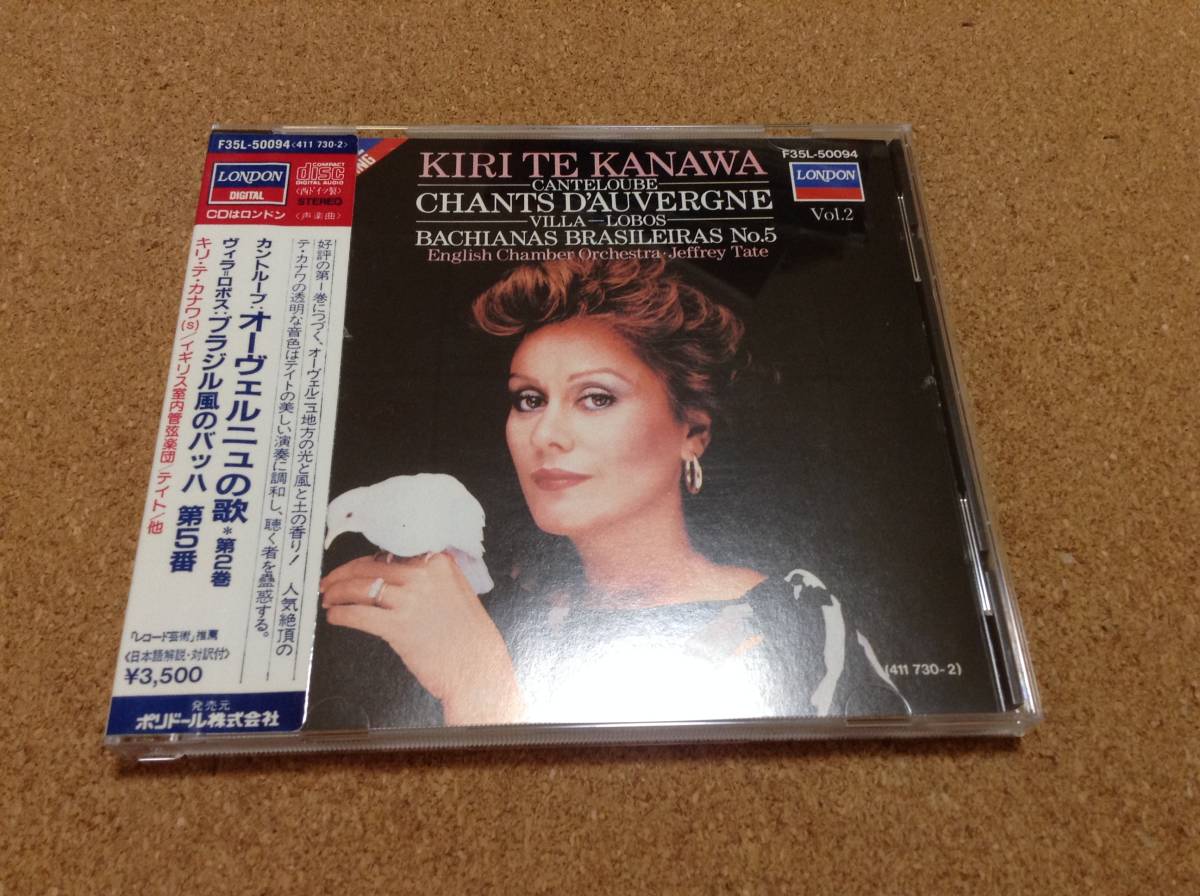 F35L-50094<411 730-2>
LONDON
DIGITAL
COMPACT
disc
DIGITAL AUDIO
〈西ドイツ製〉
STEREO
CDはロンドン
〈声楽曲〉
好評の第1巻につづく、オーヴェルニュ地方の光と風と土の香り! 人気絶頂の
テ・カナワの透明な音色はテイトの美しい演奏に調和し、聴く者を蠱惑する。
カントルーブ:オーヴェルニュの歌*第2巻
ヴィラ=ロボス:ブラジル風のバッハ 第5番
キリ・テ・カナワ(s)/イギリス室内管弦楽団/テイト/他
「レコード芸術」推薦
〈日本語解説・対訳付〉
¥3,500
発売元
ポリドール株式会社
KIRI TE KANAWA
CANTELOUBE
CHANTS D'AUVERGNE
VILLA-LOBOS
BACHIANAS BRASILEIRAS No.5
English Chamber Orchestra·Jeffrey Tate
F35L-50094
LONDON
Vol.2
(411 730-2)